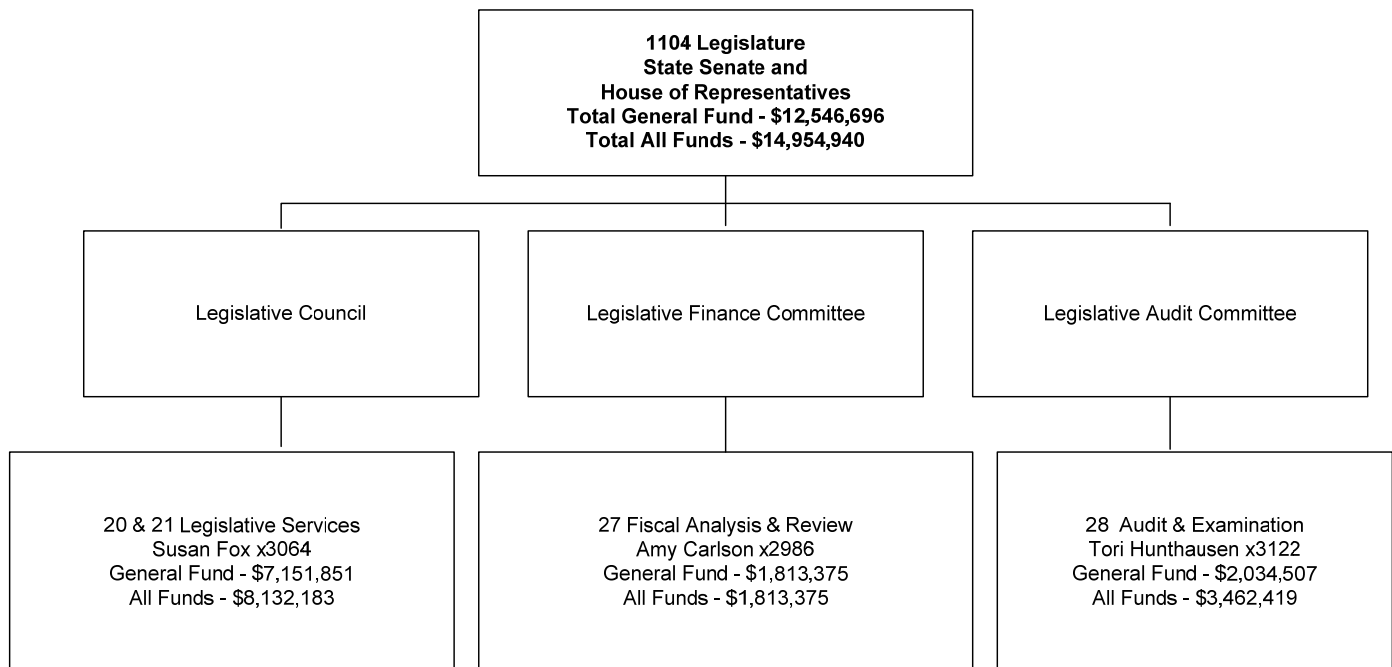 1104 Legislature
State Senate and
House of Representatives
Total General Fund - $12,546,696
Total All Funds - $14,954,940
Legislative Council
Legislative Finance Committee
Legislative Audit Committee
20 & 21 Legislative Services
Susan Fox x3064
General Fund - $7,151,851
All Funds - $8,132,183
27 Fiscal Analysis & Review
Amy Carlson x2986
General Fund - $1,813,375
All Funds - $1,813,375
28 Audit & Examination
Tori Hunthausen x3122
General Fund - $2,034,507
All Funds - $3,462,419